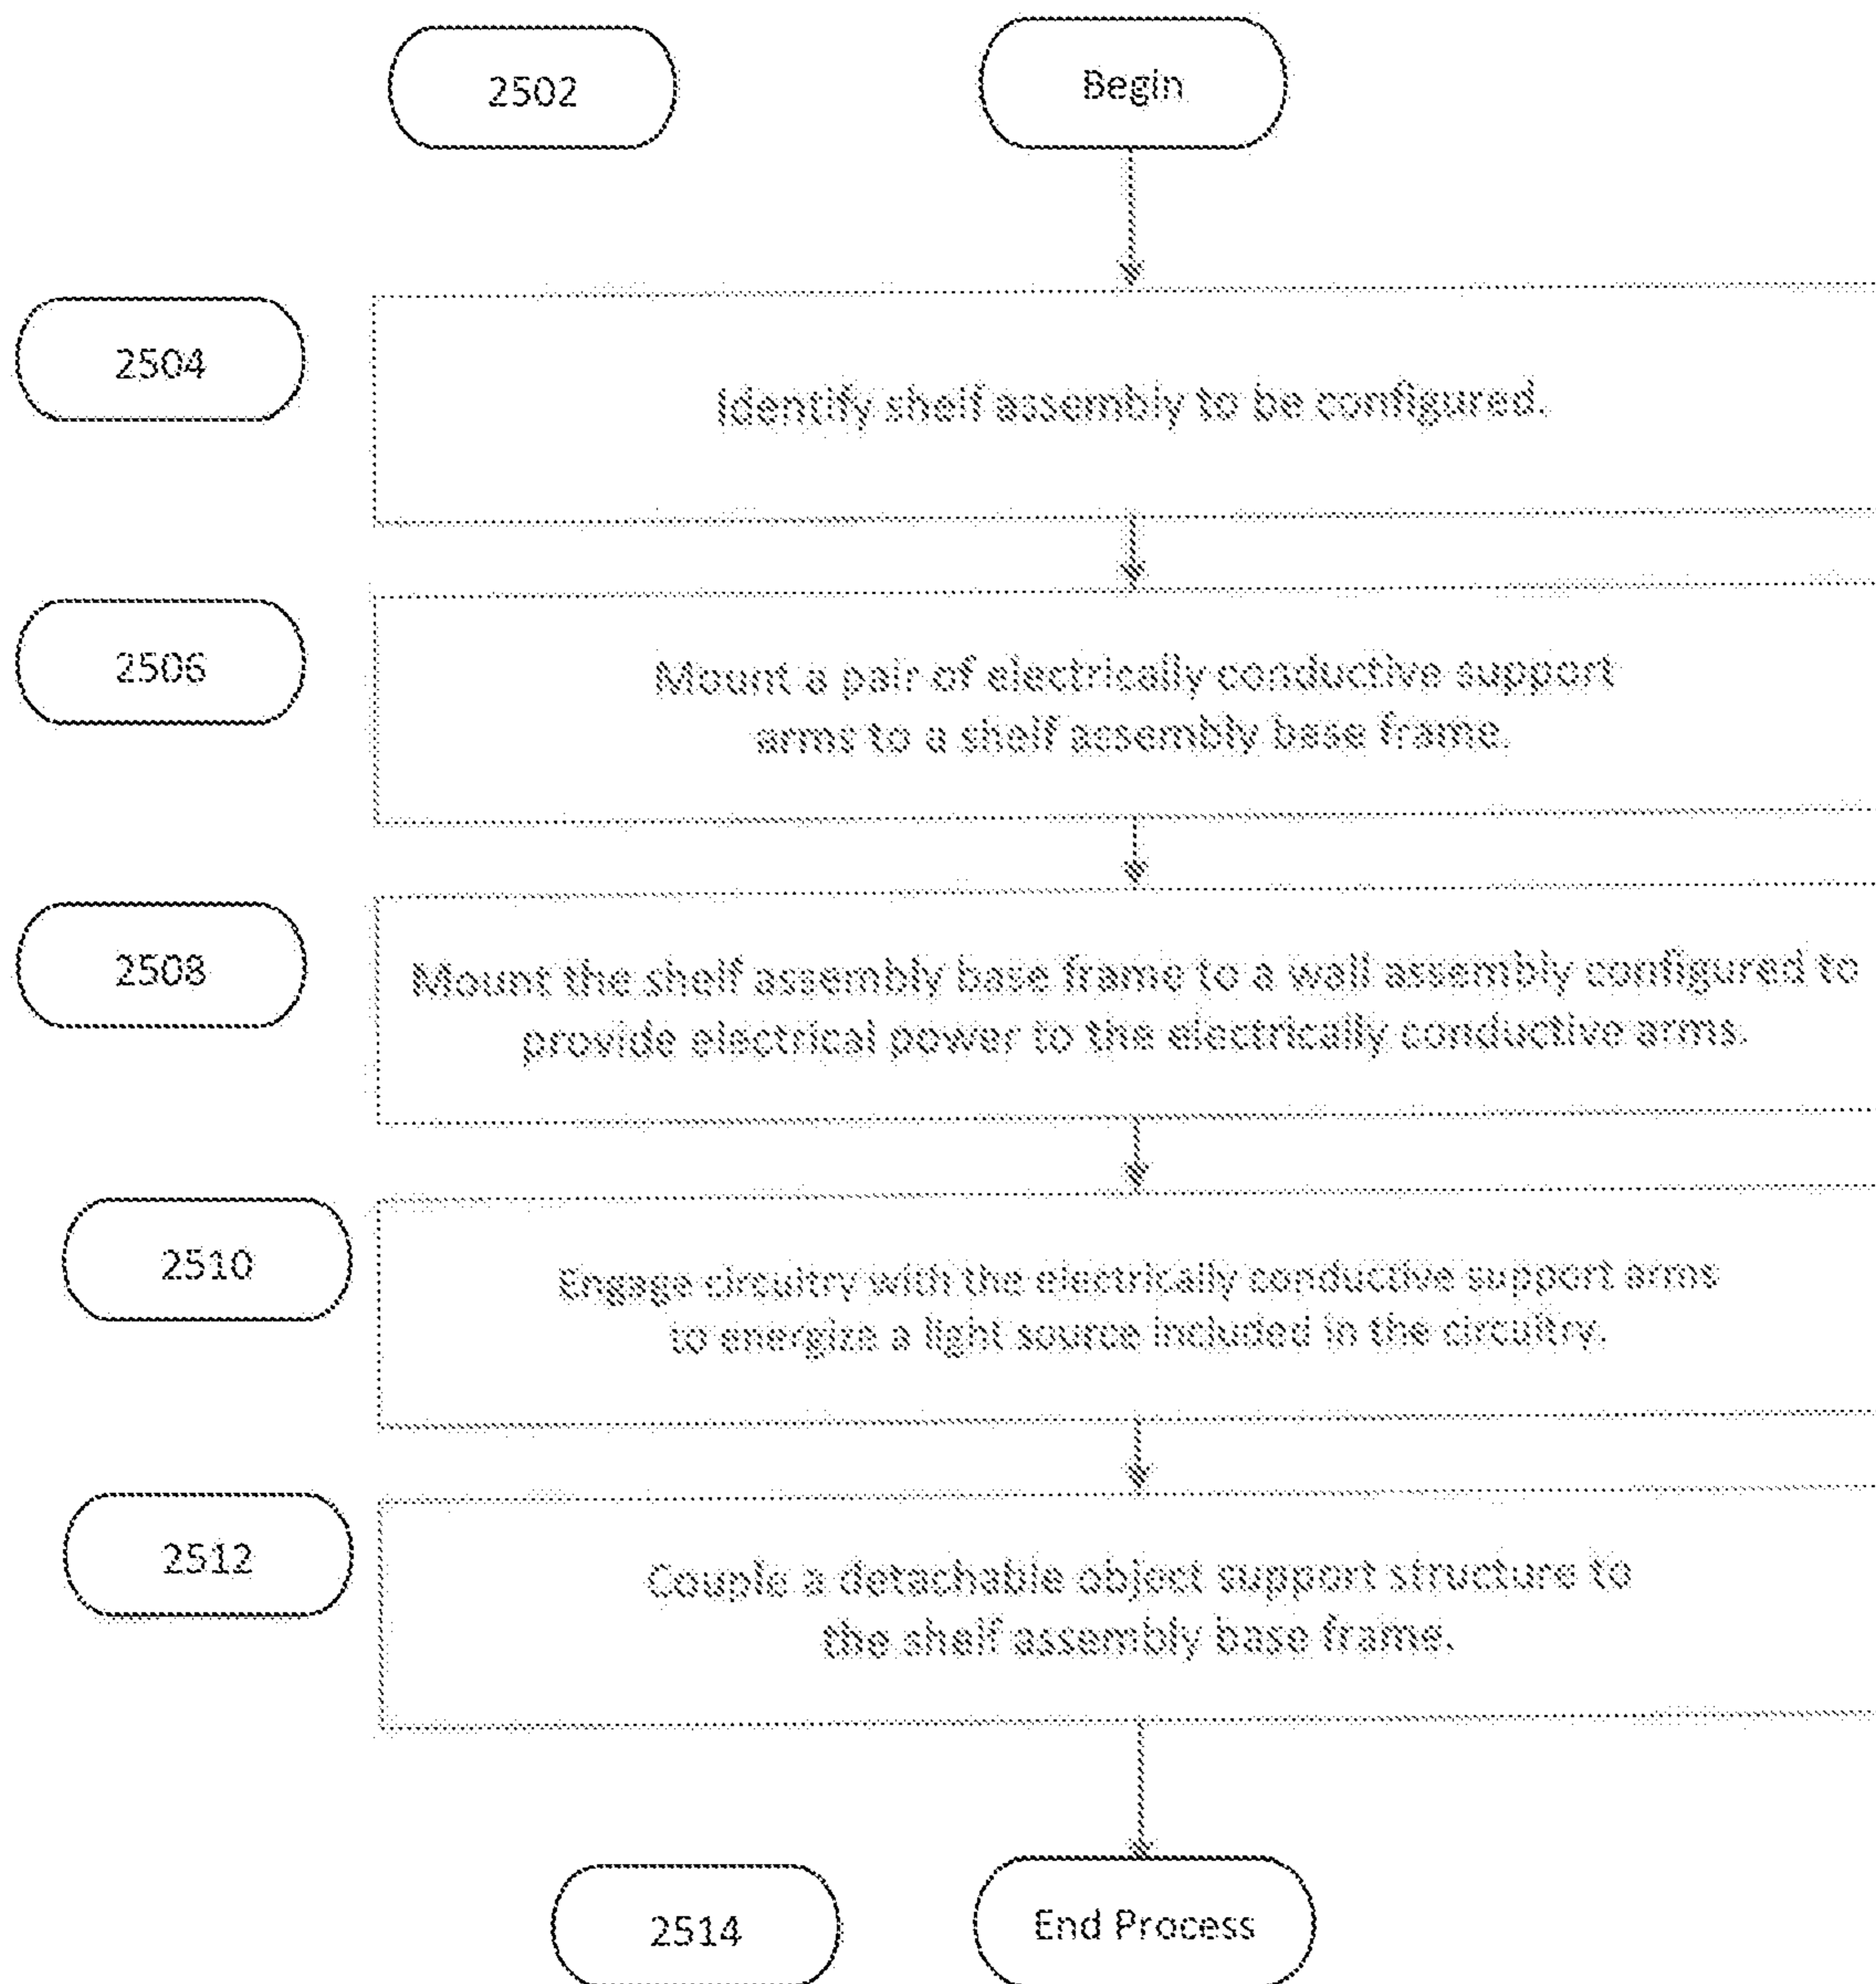 2502
Begin
2504
Identify shelf assembly to be configured.
2506
Mount a pair of electrically conductive support
arms to a shelf assembly base frame.
2508
Mount the shelf assembly base frame to a wall assembly configured to
provide electrical power to the electrically conductive arms.
2510
Engage circuitry with the electrically conductive support arms
to energize a light source included in the circuitry.
2512
Couple a detachable object support structure to
the shelf assembly base frame.
2514
End Process